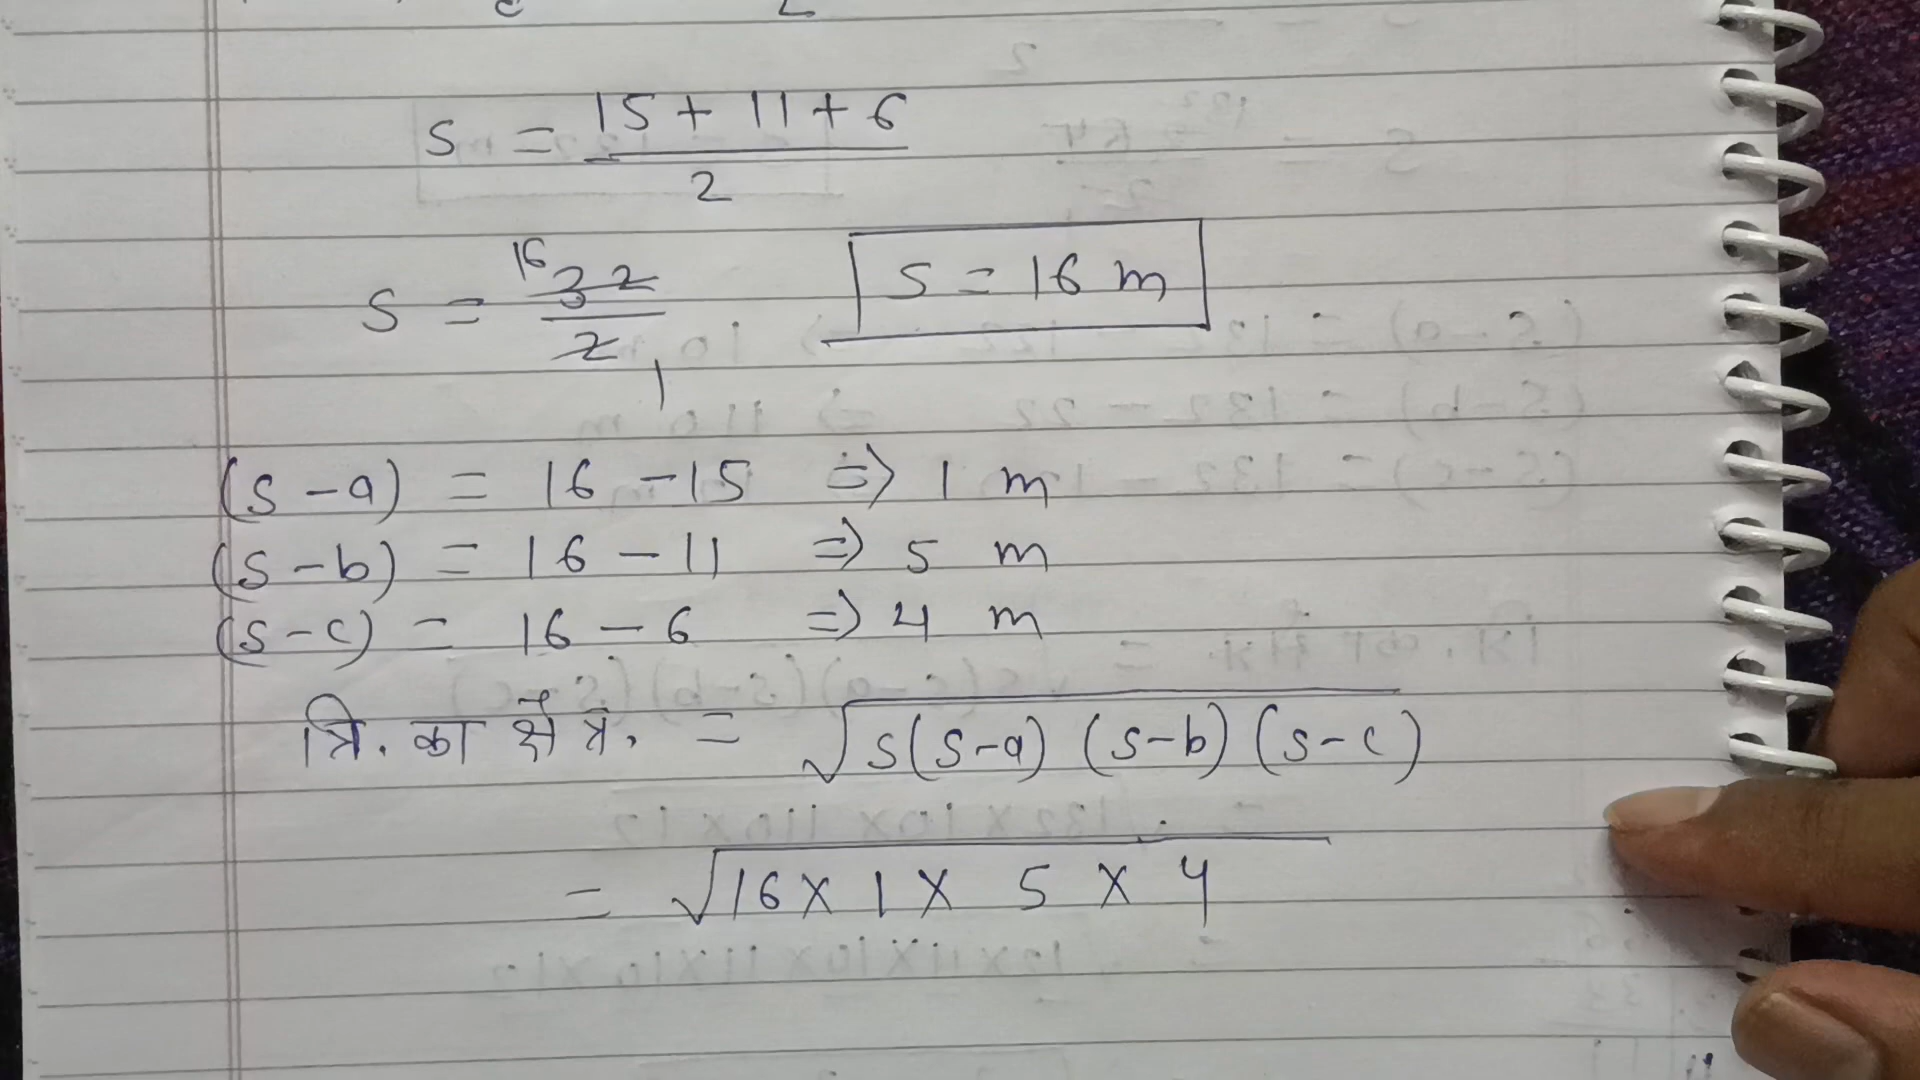 S = 15 + 11 + 6 / 2
S = 16 32 / 2 1 S = 16 m
(S - a) = 16 - 15 => 1 m
(S - b) = 16 - 11 => 5 m
(S - c) = 16 - 6 => 4 m
त्रि. का क्षैत्र. = √S(S-a) (S-b) (S-c)
= √16 X 1 X 5 X 4